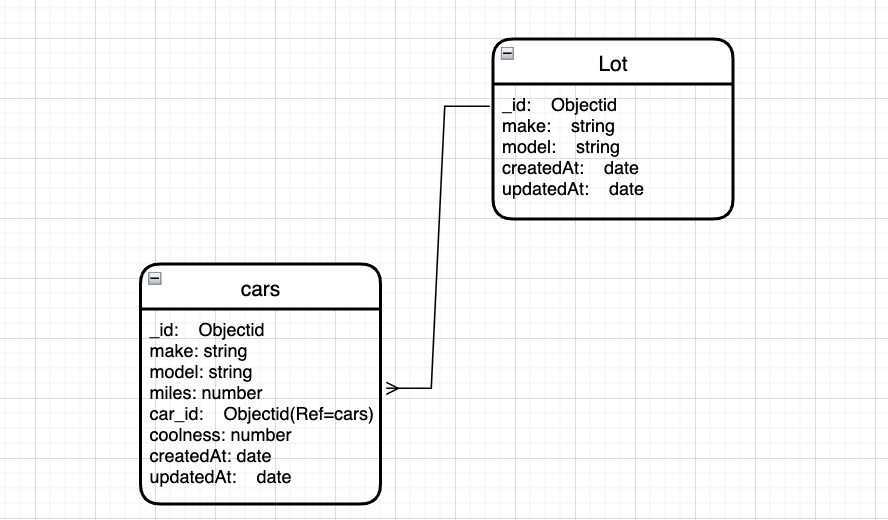 Lot
_id: Objectid
make: string
model: string
createdAt: date
updatedAt: date
cars
_id: Objectid
make: string
model: string
miles: number
car_id: Objectid(Ref=cars)
coolness: number
createdAt: date
updatedAt: date